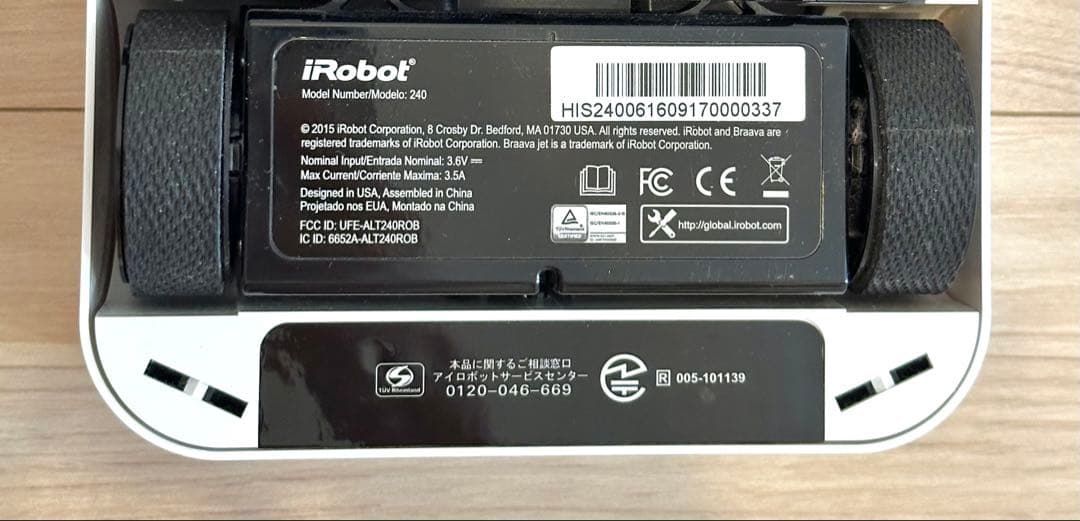 iRobot®
Model Number/Modelo: 240
HIS240061609170000337
© 2015 iRobot Corporation, 8 Crosby Dr. Bedford, MA 01730 USA. All rights reserved. iRobot and Braava are
registered trademarks of iRobot Corporation. Braava jet is a trademark of iRobot Corporation.
Nominal Input/Entrada Nominal: 3.6V
Max Current/Corriente Maxima: 3.5A
Designed in USA, Assembled in China
Projetado nos EUA, Montado na China
FCC ID: UFE-ALT240ROB
IC ID: 6652A-ALT240ROB
FC CE
TÜVRheinland
CERTIFIED
http://global.irobot.com
TÜV Rheinland
本品に関するご相談窓口
アイロボットサービスセンター
0120-046-669
R 005-101139